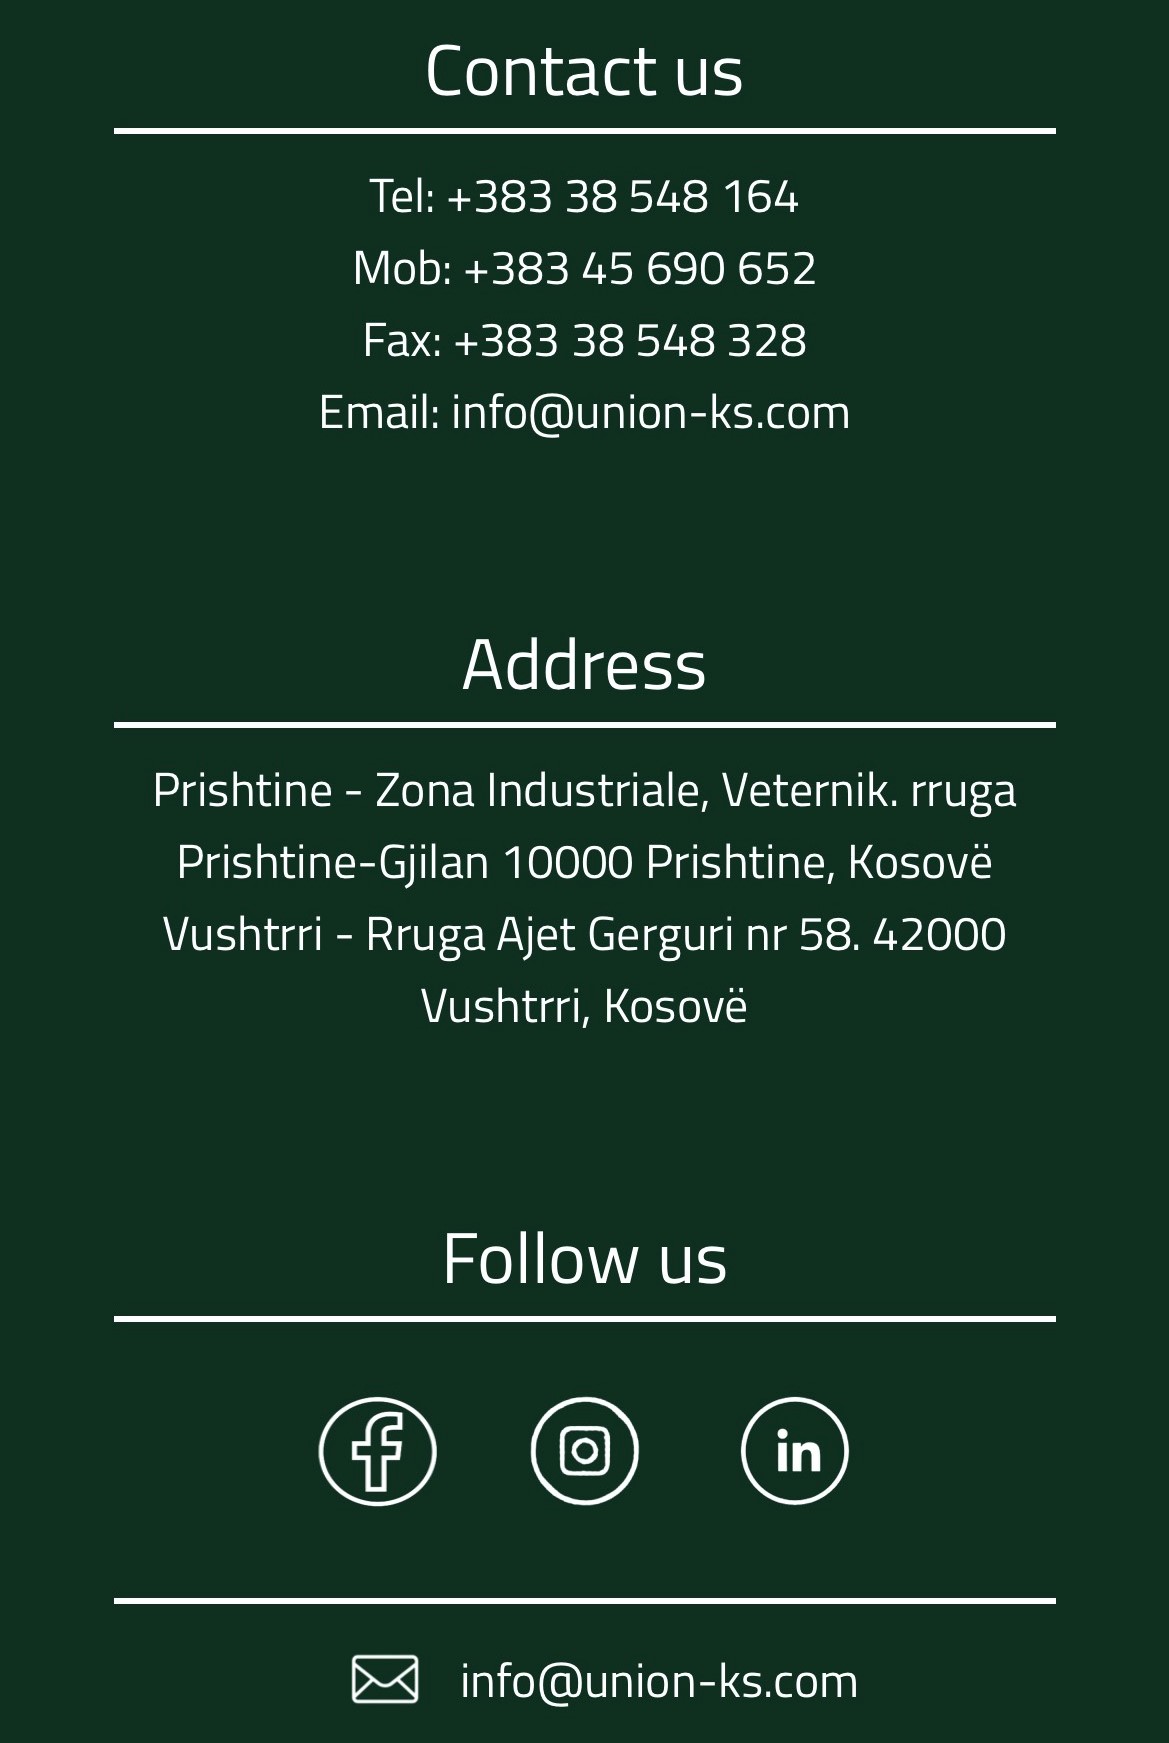 Contact us
Tel: +383 38 548 164
Mob: +383 45 690 652
Fax: +383 38 548 328
Email: info@union-ks.com
Address
Prishtine - Zona Industriale, Veternik. rruga
Prishtine-Gjilan 10000 Prishtine, Kosovë
Vushtrri - Rruga Ajet Gerguri nr 58. 42000
Vushtrri, Kosovë
Follow us
in
info@union-ks.com